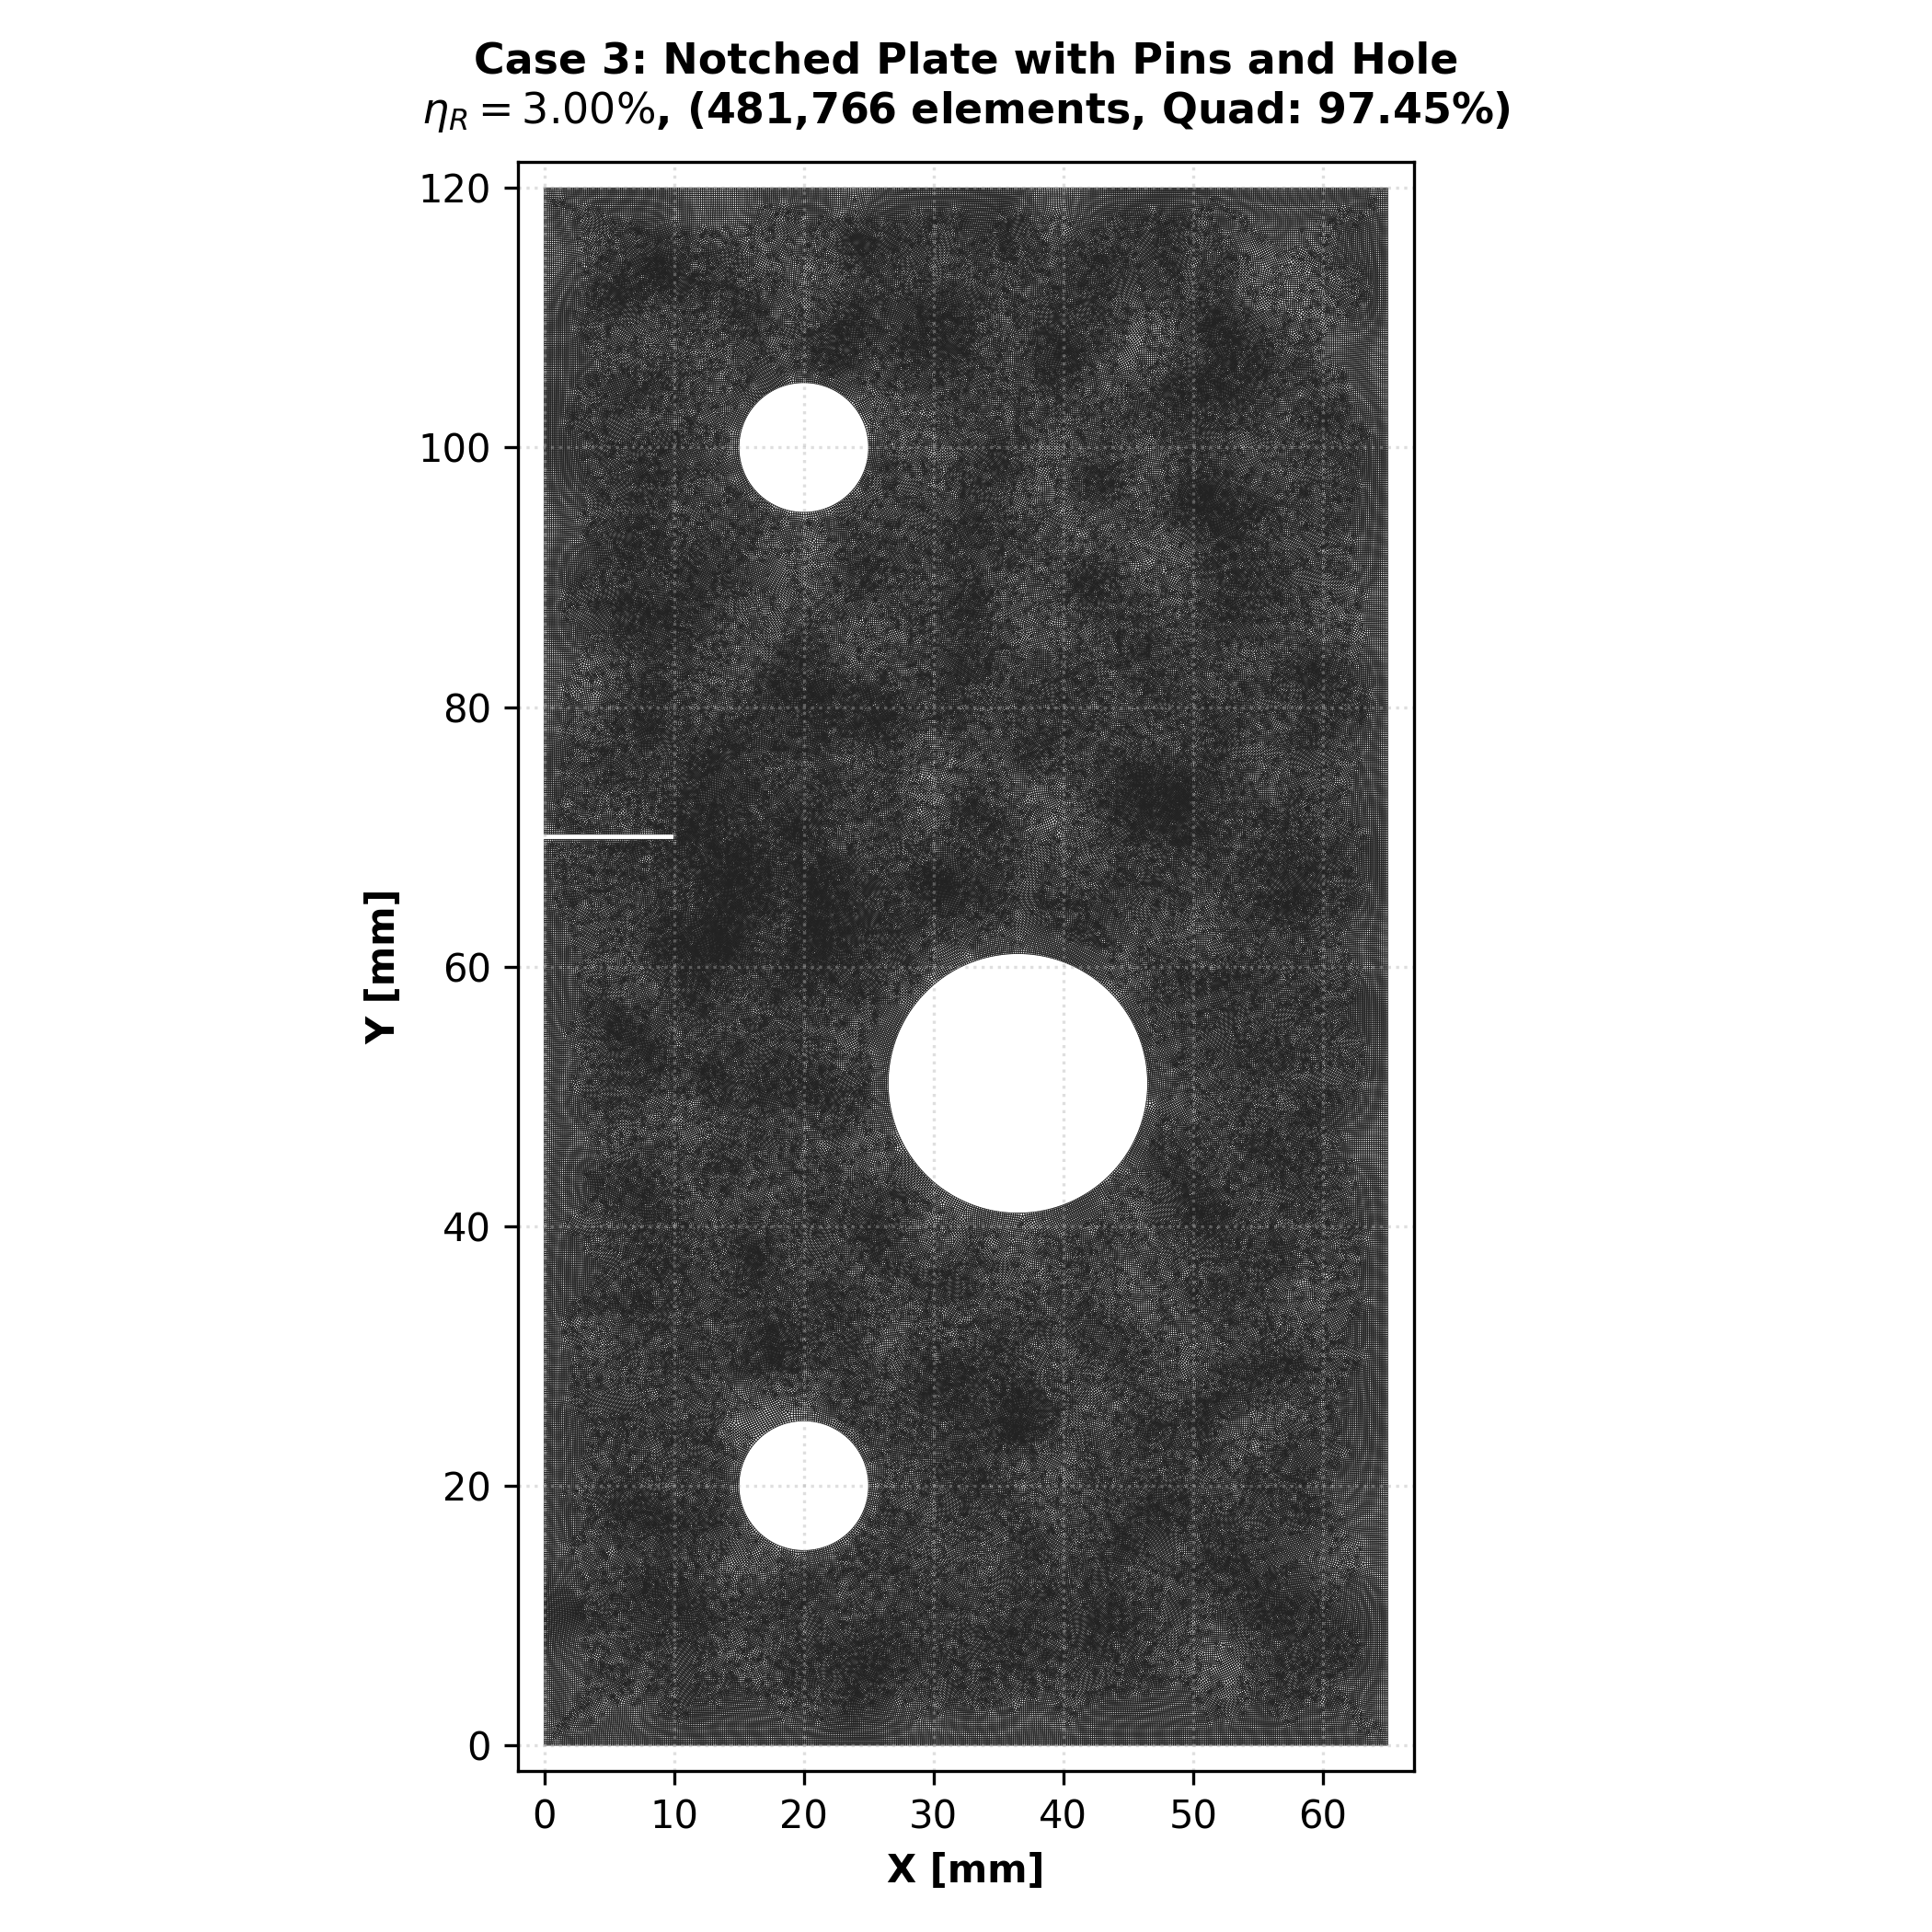 Case 3: Notched Plate with Pins and Hole
η_R = 3.00%, (481,766 elements, Quad: 97.45%)
120
100
80
60
40
20
0
Y [mm]
0 10 20 30 40 50 60
X [mm]